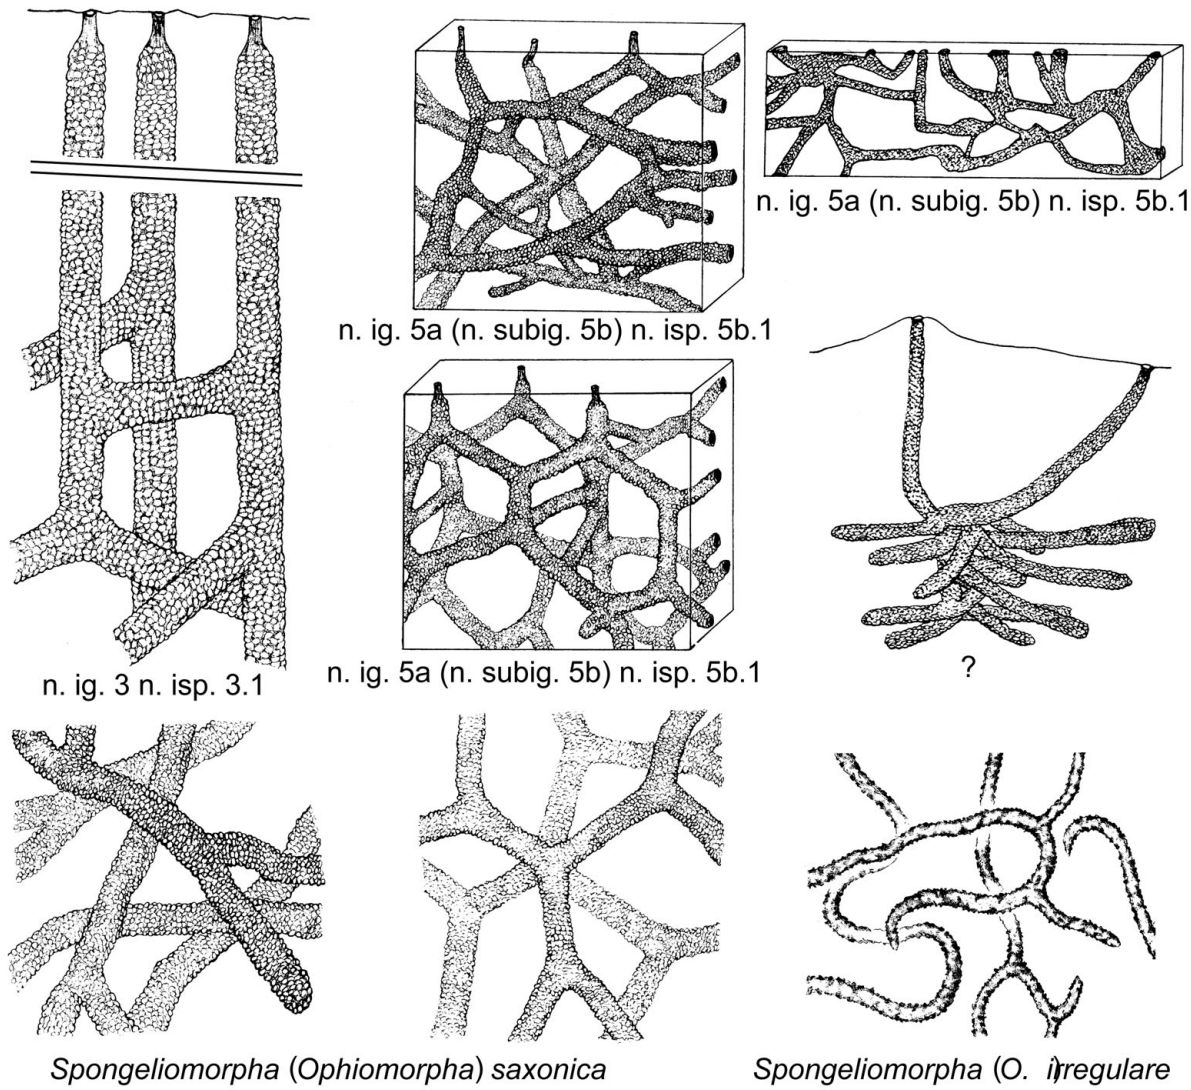 n. ig. 5a (n. subig. 5b) n. isp. 5b.1
n. ig. 5a (n. subig. 5b) n. isp. 5b.1
?
n. ig. 5a (n. subig. 5b) n. isp. 5b.1
n. ig. 3 n. isp. 3.1
Spongeliomorpha (Ophiomorpha) saxonica
Spongeliomorpha (O. irregulare)